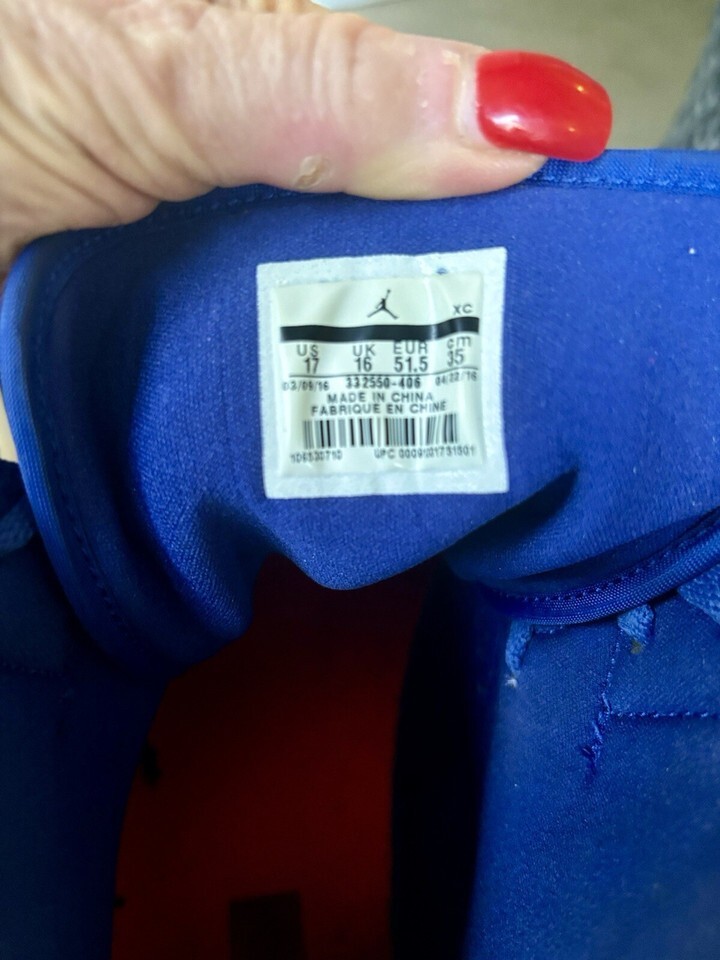 XC
US UK EUR cm
17 16 51.5 35
03/09/16 332550-406 04/22/16
MADE IN CHINA
FABRIQUE EN CHINE
UPC